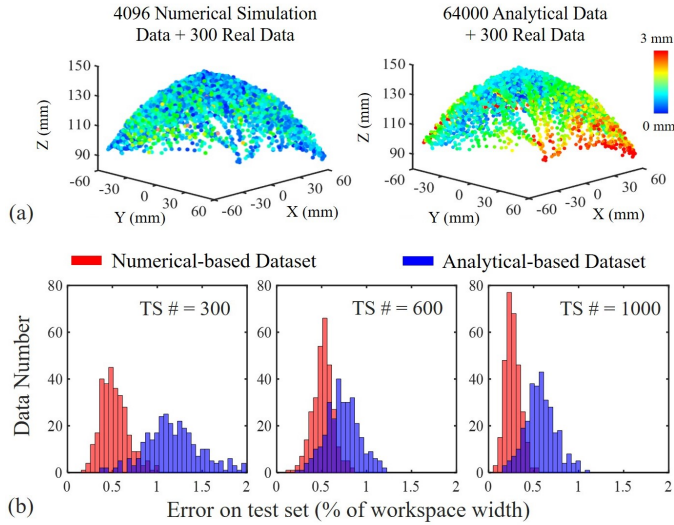 4096 Numerical Simulation
Data + 300 Real Data
64000 Analytical Data
+ 300 Real Data
3 mm
0 mm
Z (mm)
150
130
110
90
-60
-30
0
30
60
Y (mm)
-60
-30
0
30
60
X (mm)
Z (mm)
150
130
110
90
-60
-30
0
30
60
Y (mm)
-60
-30
0
30
60
X (mm)
(a)
Numerical-based Dataset
Analytical-based Dataset
Data Number
80
60
40
20
0
TS # = 300
0
0.5
1
1.5
2
80
60
40
20
0
TS # = 600
0
0.5
1
1.5
2
80
60
40
20
0
TS # = 1000
0
0.5
1
1.5
2
Error on test set (% of workspace width)
(b)